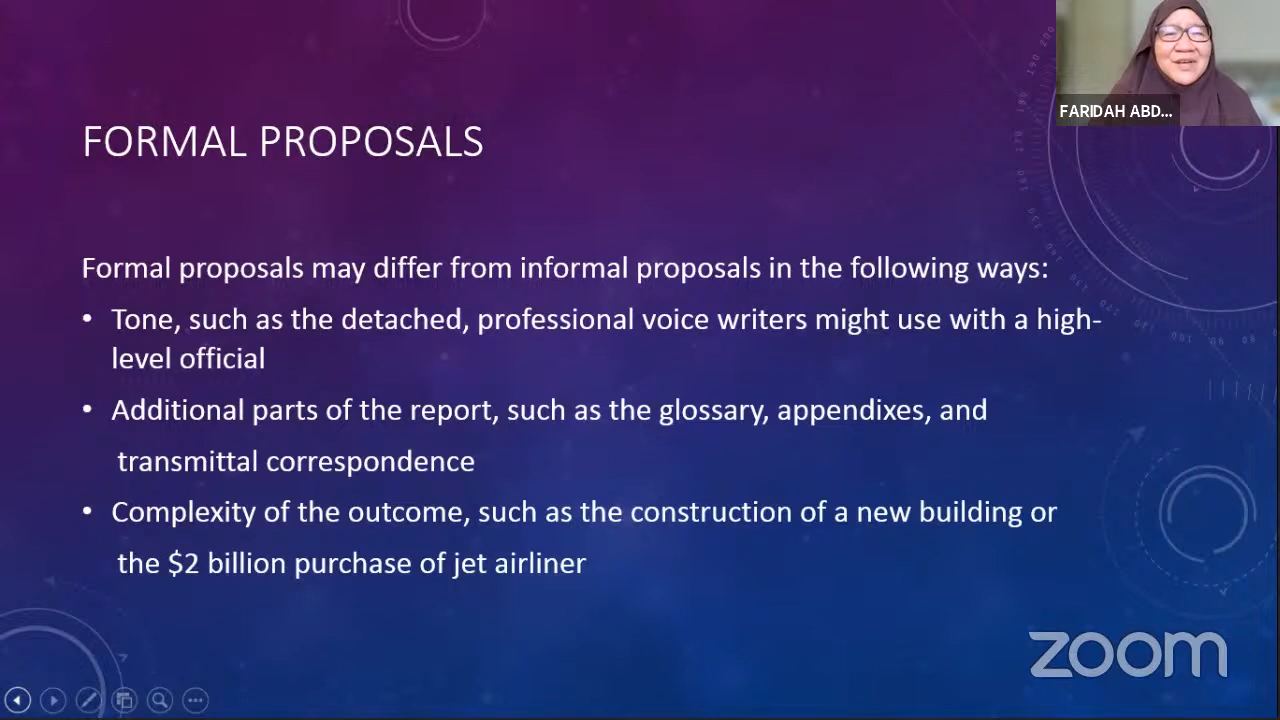 FARIDAH ABD...
FORMAL PROPOSALS
Formal proposals may differ from informal proposals in the following ways:
• Tone, such as the detached, professional voice writers might use with a high-
level official
• Additional parts of the report, such as the glossary, appendixes, and
transmittal correspondence
• Complexity of the outcome, such as the construction of a new building or
the $2 billion purchase of jet airliner
zoom